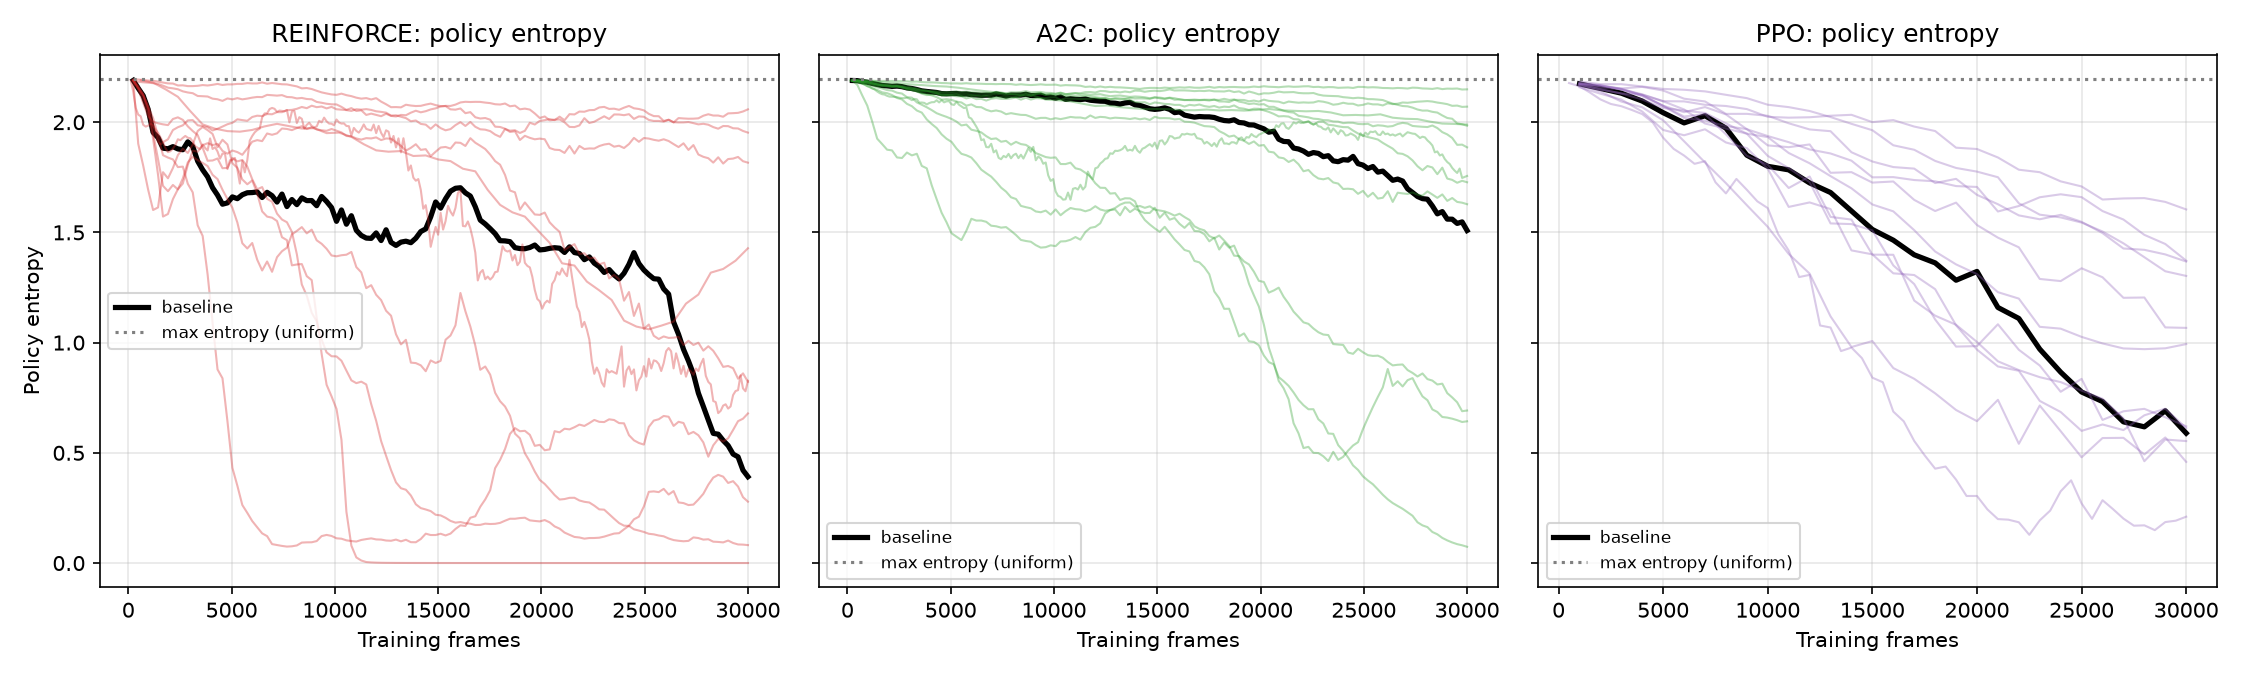 REINFORCE: policy entropy
Policy entropy
2.0
1.5
1.0
0.5
0.0
baseline
max entropy (uniform)
0 5000 10000 15000 20000 25000 30000
Training frames
A2C: policy entropy
baseline
max entropy (uniform)
0 5000 10000 15000 20000 25000 30000
Training frames
PPO: policy entropy
baseline
max entropy (uniform)
0 5000 10000 15000 20000 25000 30000
Training frames